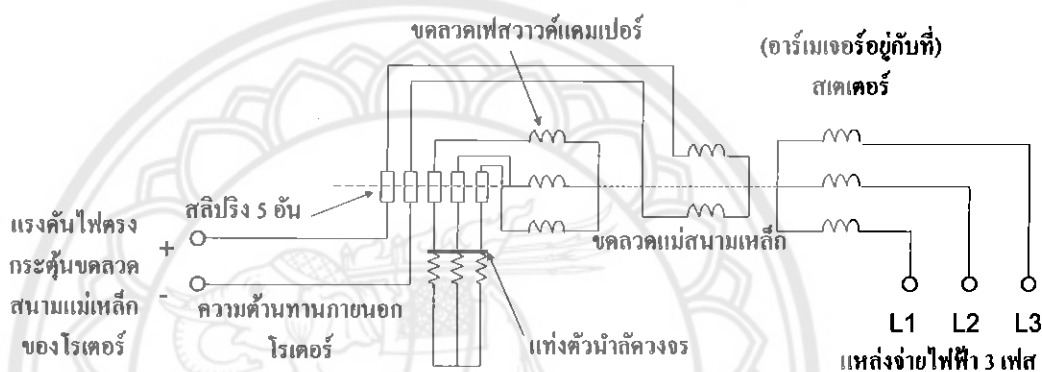 ขดลวดเฟสวาวด์แดมเปอร์
(อาร์เมเจอร์อยู่กับที่)
สเตเตอร์
สลิปริง 5 อัน
แรงดันไฟตรง
กระตุ้นขดลวด
สนามแม่เหล็ก
ของโรเตอร์
+
-
ความต้านทานภายนอก
โรเตอร์
ขดลวดแม่สนามเหล็ก
แท่งตัวนำลัดวงจร
L1 L2 L3
แหล่งจ่ายไฟฟ้า 3 เฟส